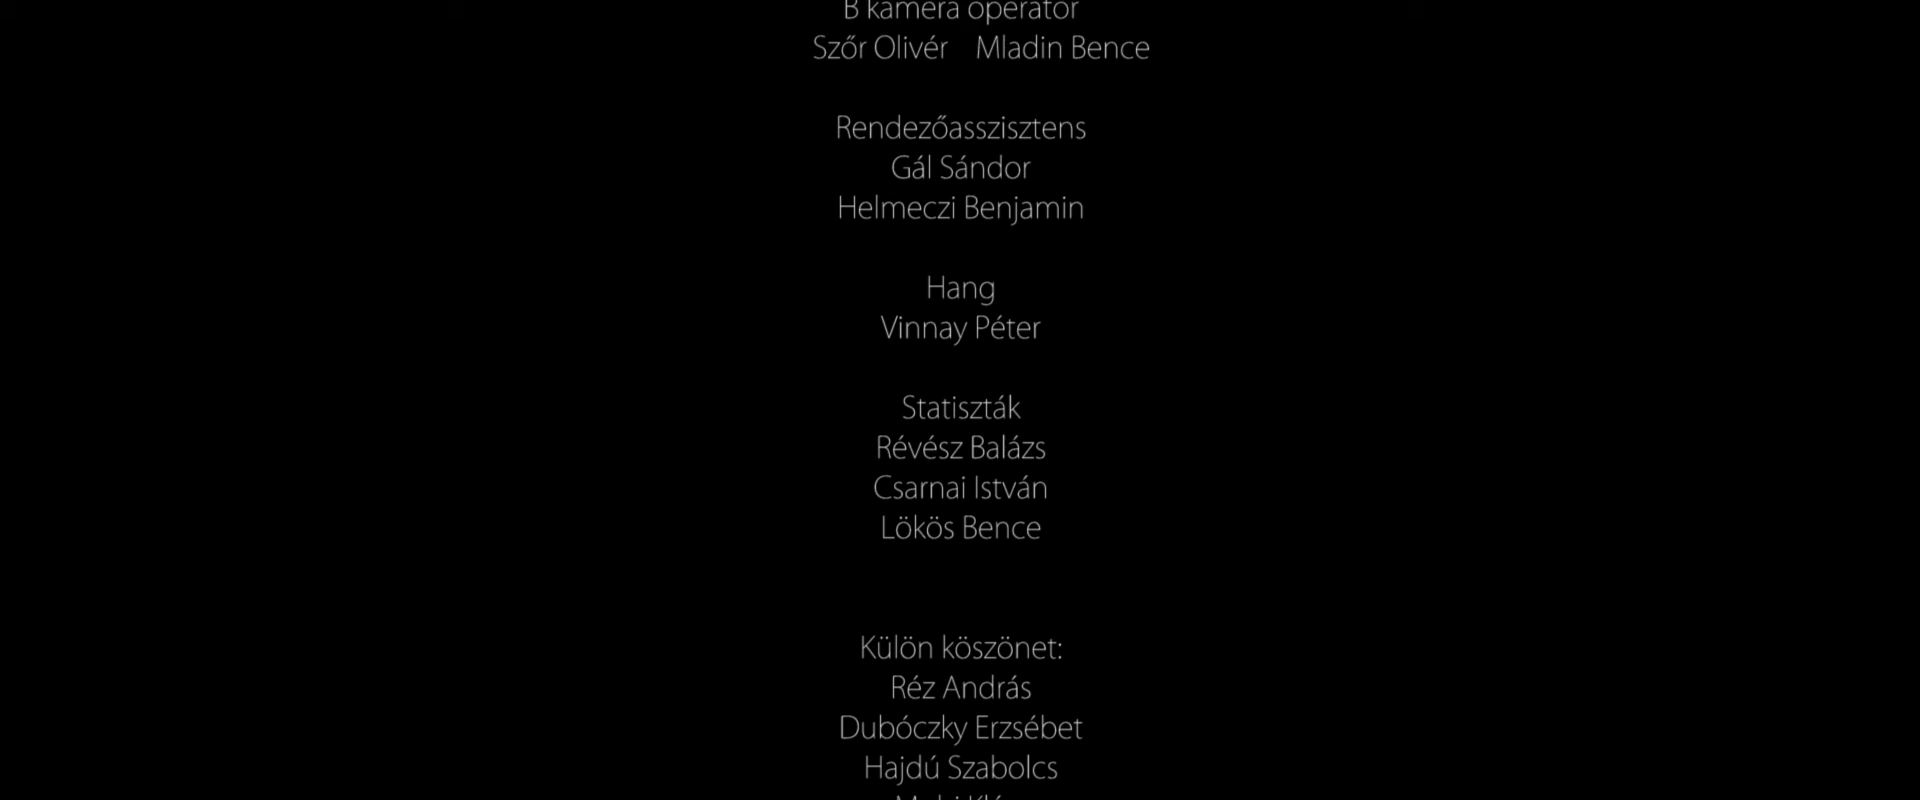 B kamera operatőr
Szőr Olivér Mladin Bence
Rendezőasszisztens
Gál Sándor
Helmeczi Benjamin
Hang
Vinnay Péter
Statiszták
Révész Balázs
Csarnai István
Lökös Bence
Külön köszönet:
Réz András
Dubóczky Erzsébet
Hajdú Szabolcs